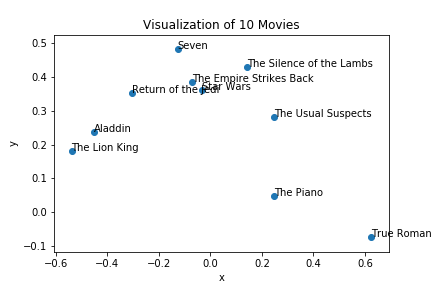 Visualization of 10 Movies
0.5
0.4
0.3
0.2
0.1
0.0
−0.1
y
Seven
The Silence of the Lambs
The Empire Strikes Back
Star Wars
Return of the Jedi
The Usual Suspects
Aladdin
The Lion King
The Piano
True Roman
−0.6 −0.4 −0.2 0.0 0.2 0.4 0.6
x